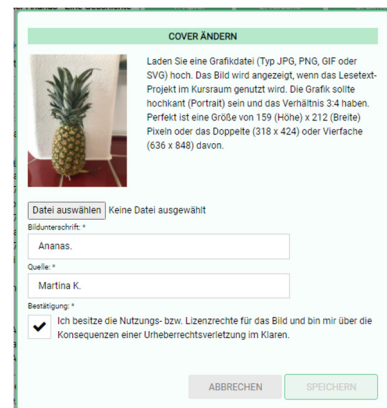 COVER ÄNDERN
Laden Sie eine Grafikdatei (Typ JPG, PNG, GIF oder
SVG) hoch. Das Bild wird angezeigt, wenn das Lesetext-
Projekt im Kursraum genutzt wird. Die Grafik sollte
hochkant (Portrait) sein und das Verhältnis 3:4 haben.
Perfekt ist eine Größe von 159 (Höhe) x 212 (Breite)
Pixeln oder das Doppelte (318 x 424) oder Vierfache
(636 x 848) davon.
Datei auswählen Keine Datei ausgewählt
Bildunterschrift: *
Ananas.
Quelle: *
Martina K.
Bestätigung: *
Ich besitze die Nutzungs- bzw. Lizenzrechte für das Bild und bin mir über die
Konsequenzen einer Urheberrechtsverletzung im Klaren.
ABBRECHEN SPEICHERN